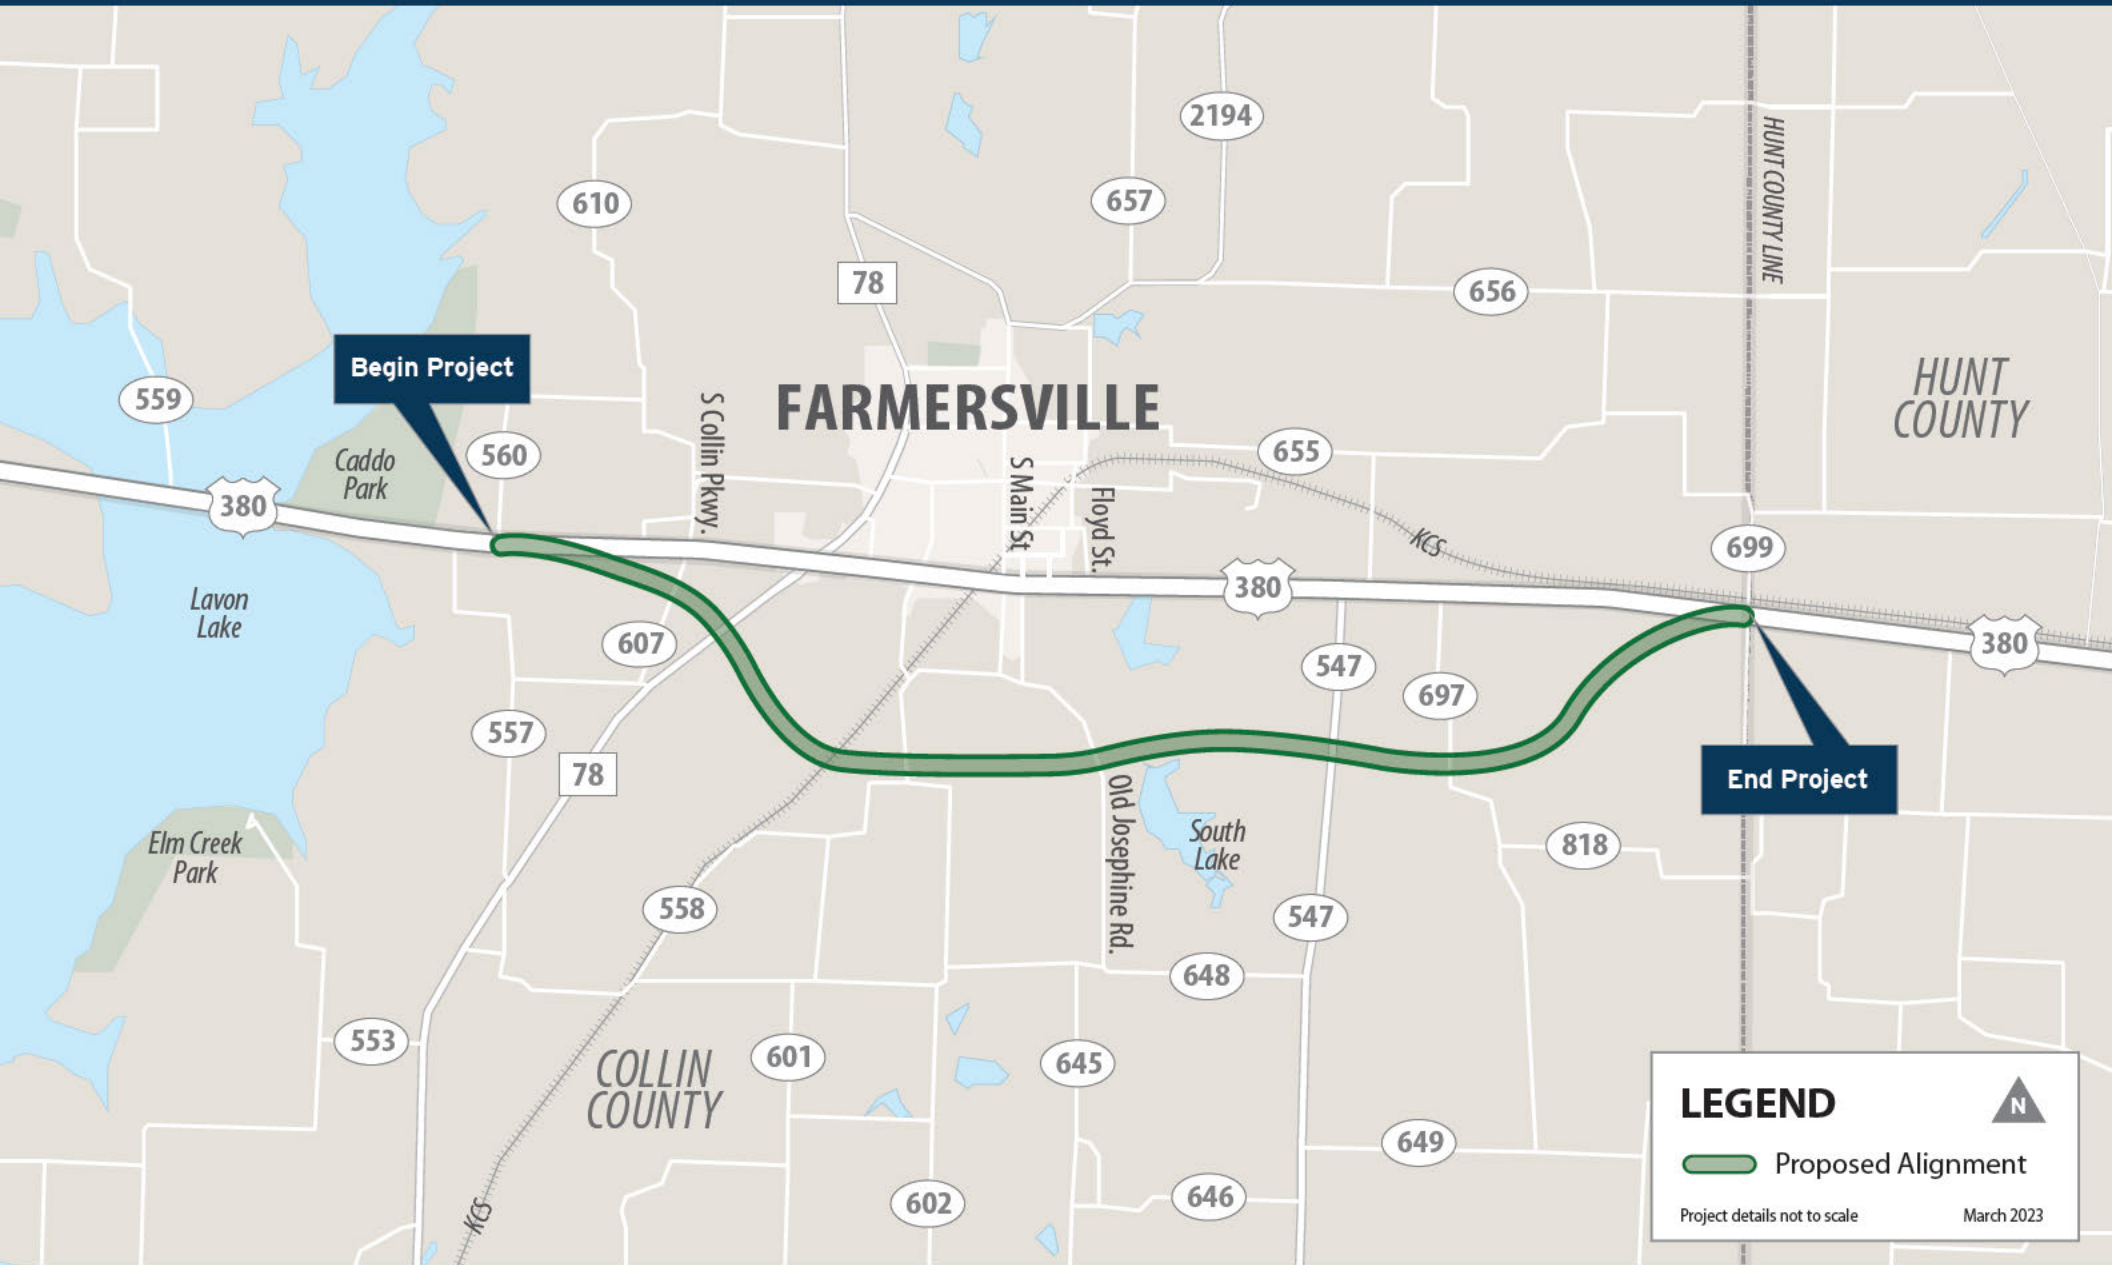 2194
610
657
HUNT COUNTY LINE
78
656
Begin Project
HUNT
COUNTY
559
S Collin Pkwy.
FARMERSVILLE
560
Caddo
Park
655
S Main St
Floyd St.
380
KCS
699
380
Lavon
Lake
607
380
547
697
557
78
End Project
Old Josephine Rd.
Elm Creek
Park
South
Lake
818
558
547
648
553
COLLIN
COUNTY
601
645
649
602
646
KCS
LEGEND
N
Proposed Alignment
Project details not to scale
March 2023